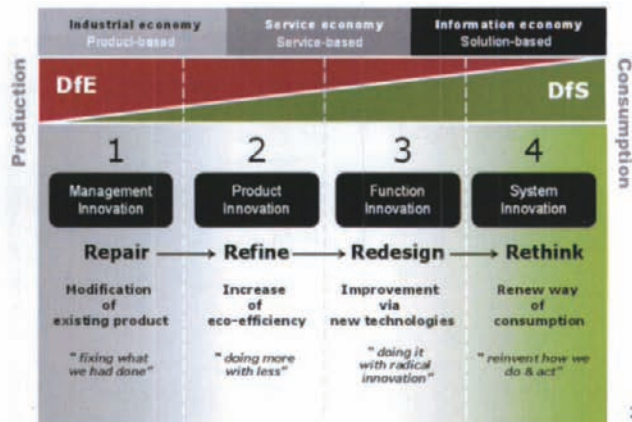 Industrial economy
Product-based
Service economy
Service-based
Information economy
Solution-based
Production
DfE
DfS
Consumption
1
2
3
4
Management
Innovation
Product
Innovation
Function
Innovation
System
Innovation
Repair
Refine
Redesign
Rethink
Modification
of
existing product
Increase
of
eco-efficiency
Improvement
via
new technologies
Renew way
of
consumption
" fixing what
we had done"
" doing more
with less"
" doing it
with radical
innovation"
" reinvent how we
do & act"